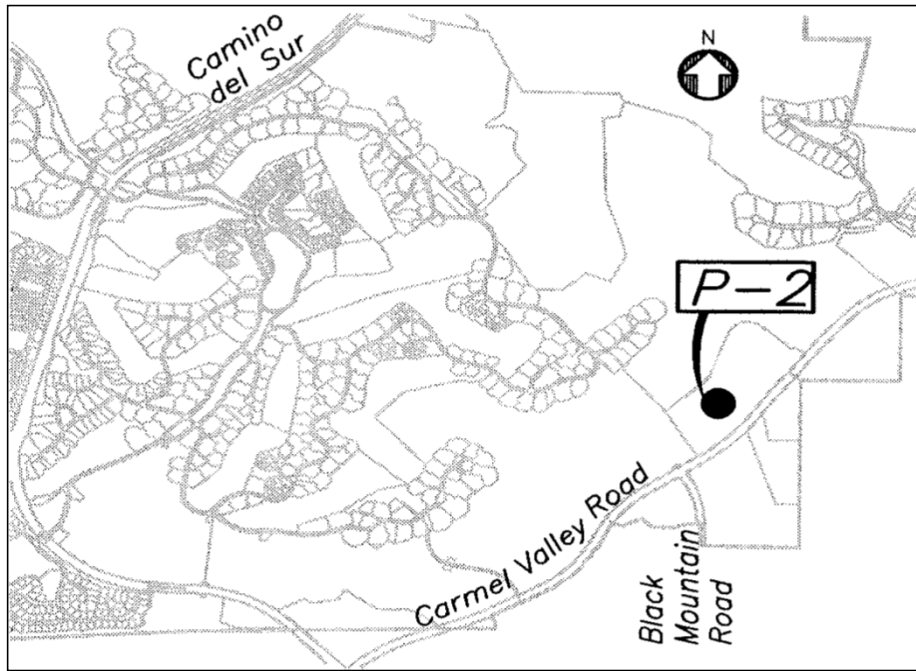 Camino
del Sur
N
P-2
Carmel Valley Road
Black
Mountain
Road